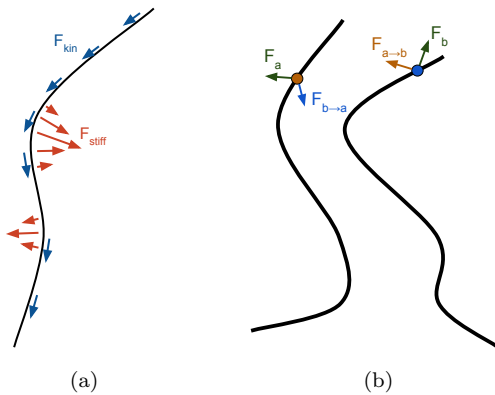 F_kin
F_stiff
F_a
F_b→a
F_a→b
F_b
(a)
(b)